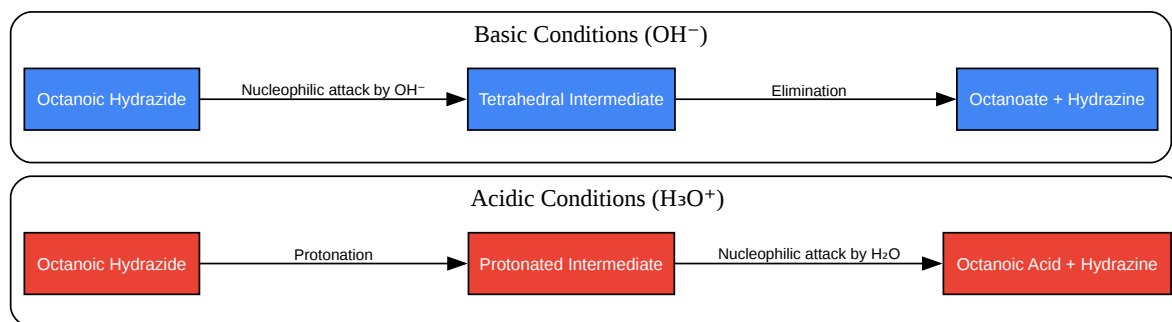 Basic Conditions (OH⁻)
Octanoic Hydrazide
Nucleophilic attack by OH⁻
Tetrahedral Intermediate
Elimination
Octanoate + Hydrazine
Acidic Conditions (H₃O⁺)
Octanoic Hydrazide
Protonation
Protonated Intermediate
Nucleophilic attack by H₂O
Octanoic Acid + Hydrazine